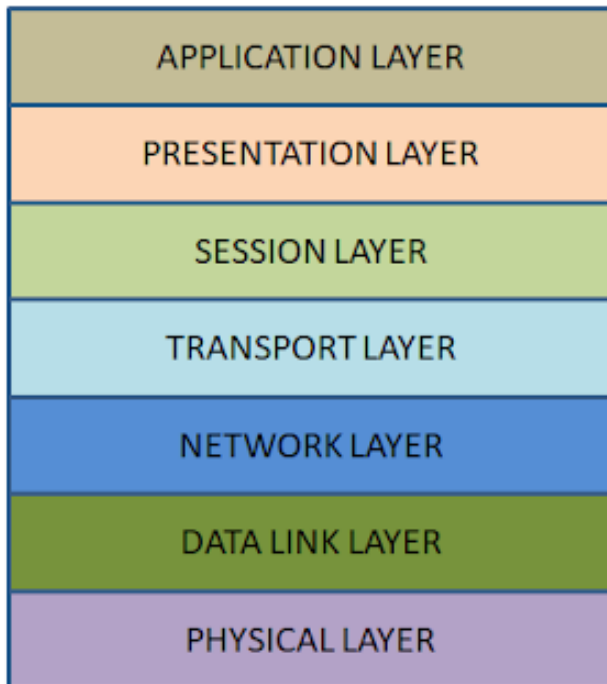 APPLICATION LAYER
PRESENTATION LAYER
SESSION LAYER
TRANSPORT LAYER
NETWORK LAYER
DATA LINK LAYER
PHYSICAL LAYER